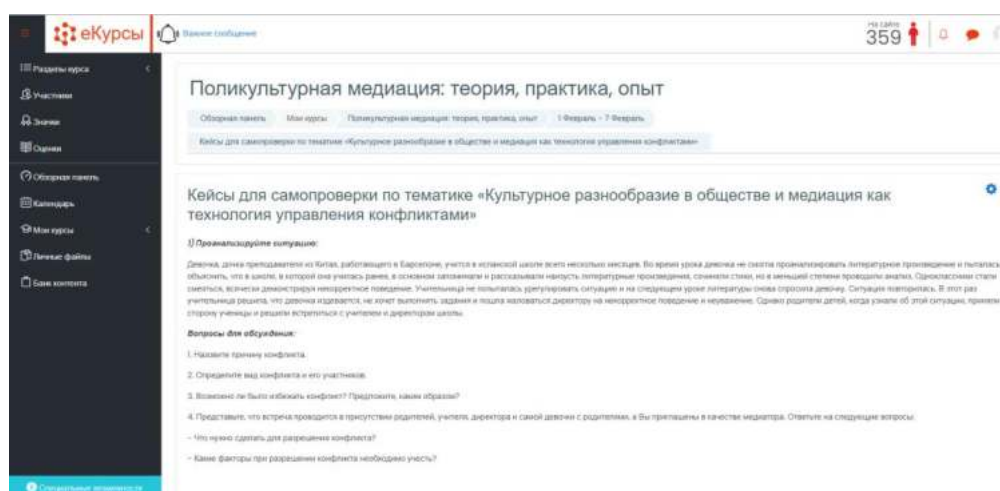 еКурсы
Важное сообщение
На сайте
359
Разделы курса
Участники
Значки
Оценки
Обзорная панель
Календарь
Мои курсы
Личные файлы
Банк контента
Специальные возможности
Поликультурная медиация: теория, практика, опыт
Обзорная панель Мои курсы Поликультурная медиация: теория, практика, опыт 1 Февраль - 7 Февраль
Кейсы для самопроверки по тематике «Культурное разнообразие в обществе и медиация как технология управления конфликтами»
Кейсы для самопроверки по тематике «Культурное разнообразие в обществе и медиация как
технология управления конфликтами»
1) Проанализируйте ситуацию:
Девочка, дочка преподавателя из Китая, работающего в Барселоне, учится в испанской школе всего несколько месяцев. Во время урока девочка не смогла проанализировать литературное произведение и пыталась
объяснить, что в школе, в которой она училась ранее, в основном запоминали и рассказывали наизусть литературные произведения, сочиняли стихи, но в меньшей степени проводили анализ. Одноклассники стали
смеяться, всячески демонстрируя некорректное поведение. Учительница не попыталась урегулировать ситуацию и на следующем уроке литературы снова спросила девочку. Ситуация повторилась. В этот раз
учительница решила, что девочка издевается, не хочет выполнять задания и пошла жаловаться директору на некорректное поведение и неуважение. Однако родители детей, когда узнали об этой ситуации, приняли
сторону ученицы и решили встретиться с учителем и директором школы.
Вопросы для обсуждения:
1. Назовите причину конфликта.
2. Определите вид конфликта и его участников.
3. Возможно ли было избежать конфликт? Предложите, каким образом?
4. Представьте, что встреча проводится в присутствии родителей, учителя, директора и самой девочки с родителями, а Вы приглашены в качестве медиатора. Ответьте на следующие вопросы:
– Что нужно сделать для разрешения конфликта?
– Какие факторы при разрешении конфликта необходимо учесть?